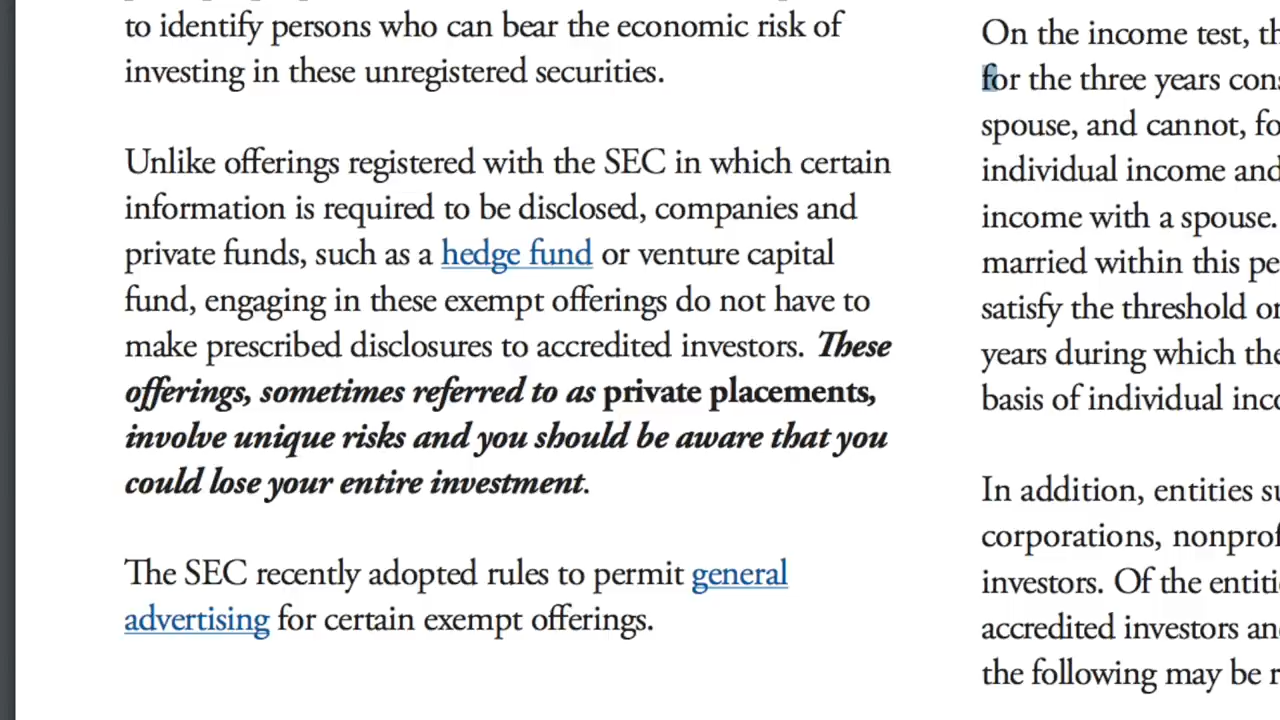 to identify persons who can bear the economic risk of
investing in these unregistered securities.
Unlike offerings registered with the SEC in which certain
information is required to be disclosed, companies and
private funds, such as a hedge fund or venture capital
fund, engaging in these exempt offerings do not have to
make prescribed disclosures to accredited investors. These
offerings, sometimes referred to as private placements,
involve unique risks and you should be aware that you
could lose your entire investment.
The SEC recently adopted rules to permit general
advertising for certain exempt offerings.
On the income test,
for the three years
spouse, and cannot,
individual income and
income with a spouse.
married within this
satisfy the threshold
years during which
basis of individual
In addition, entities
corporations,
investors. Of the
accredited investors
the following may be